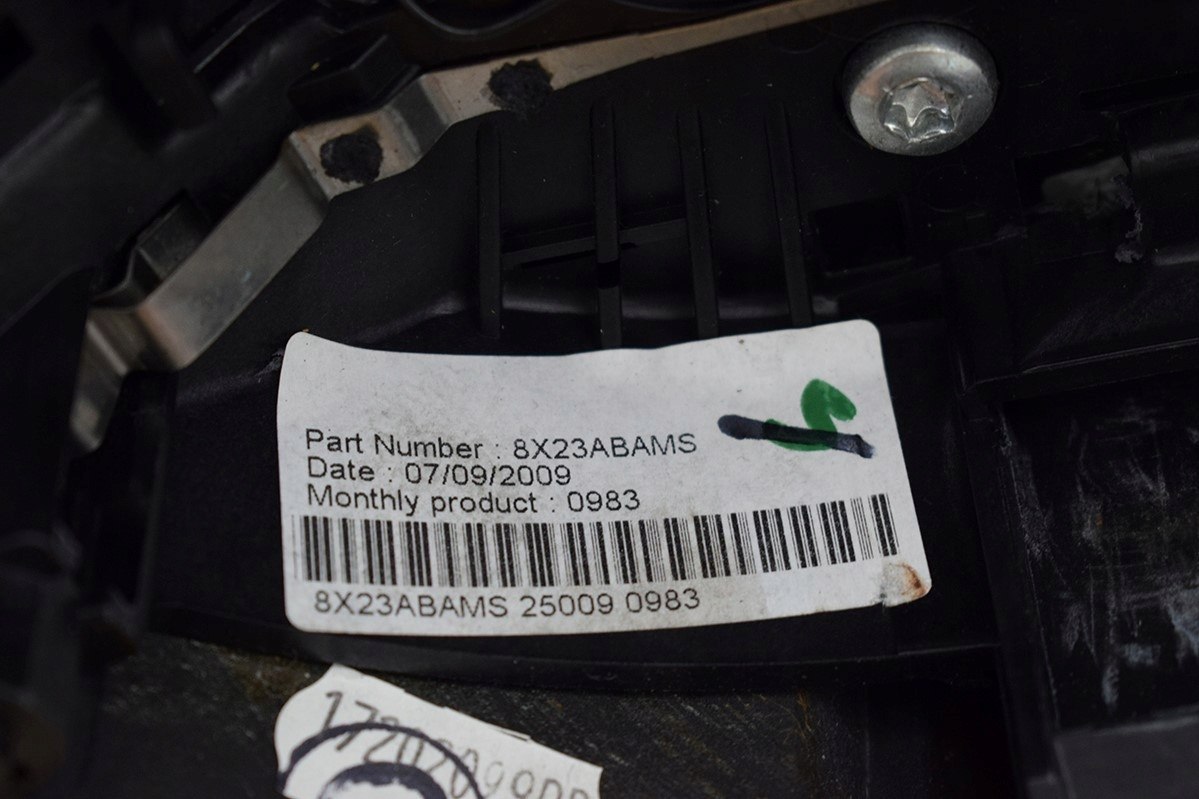 Part Number : 8X23ABAMS
Date : 07/09/2009
Monthly product : 0983
8X23ABAMS 25009 0983